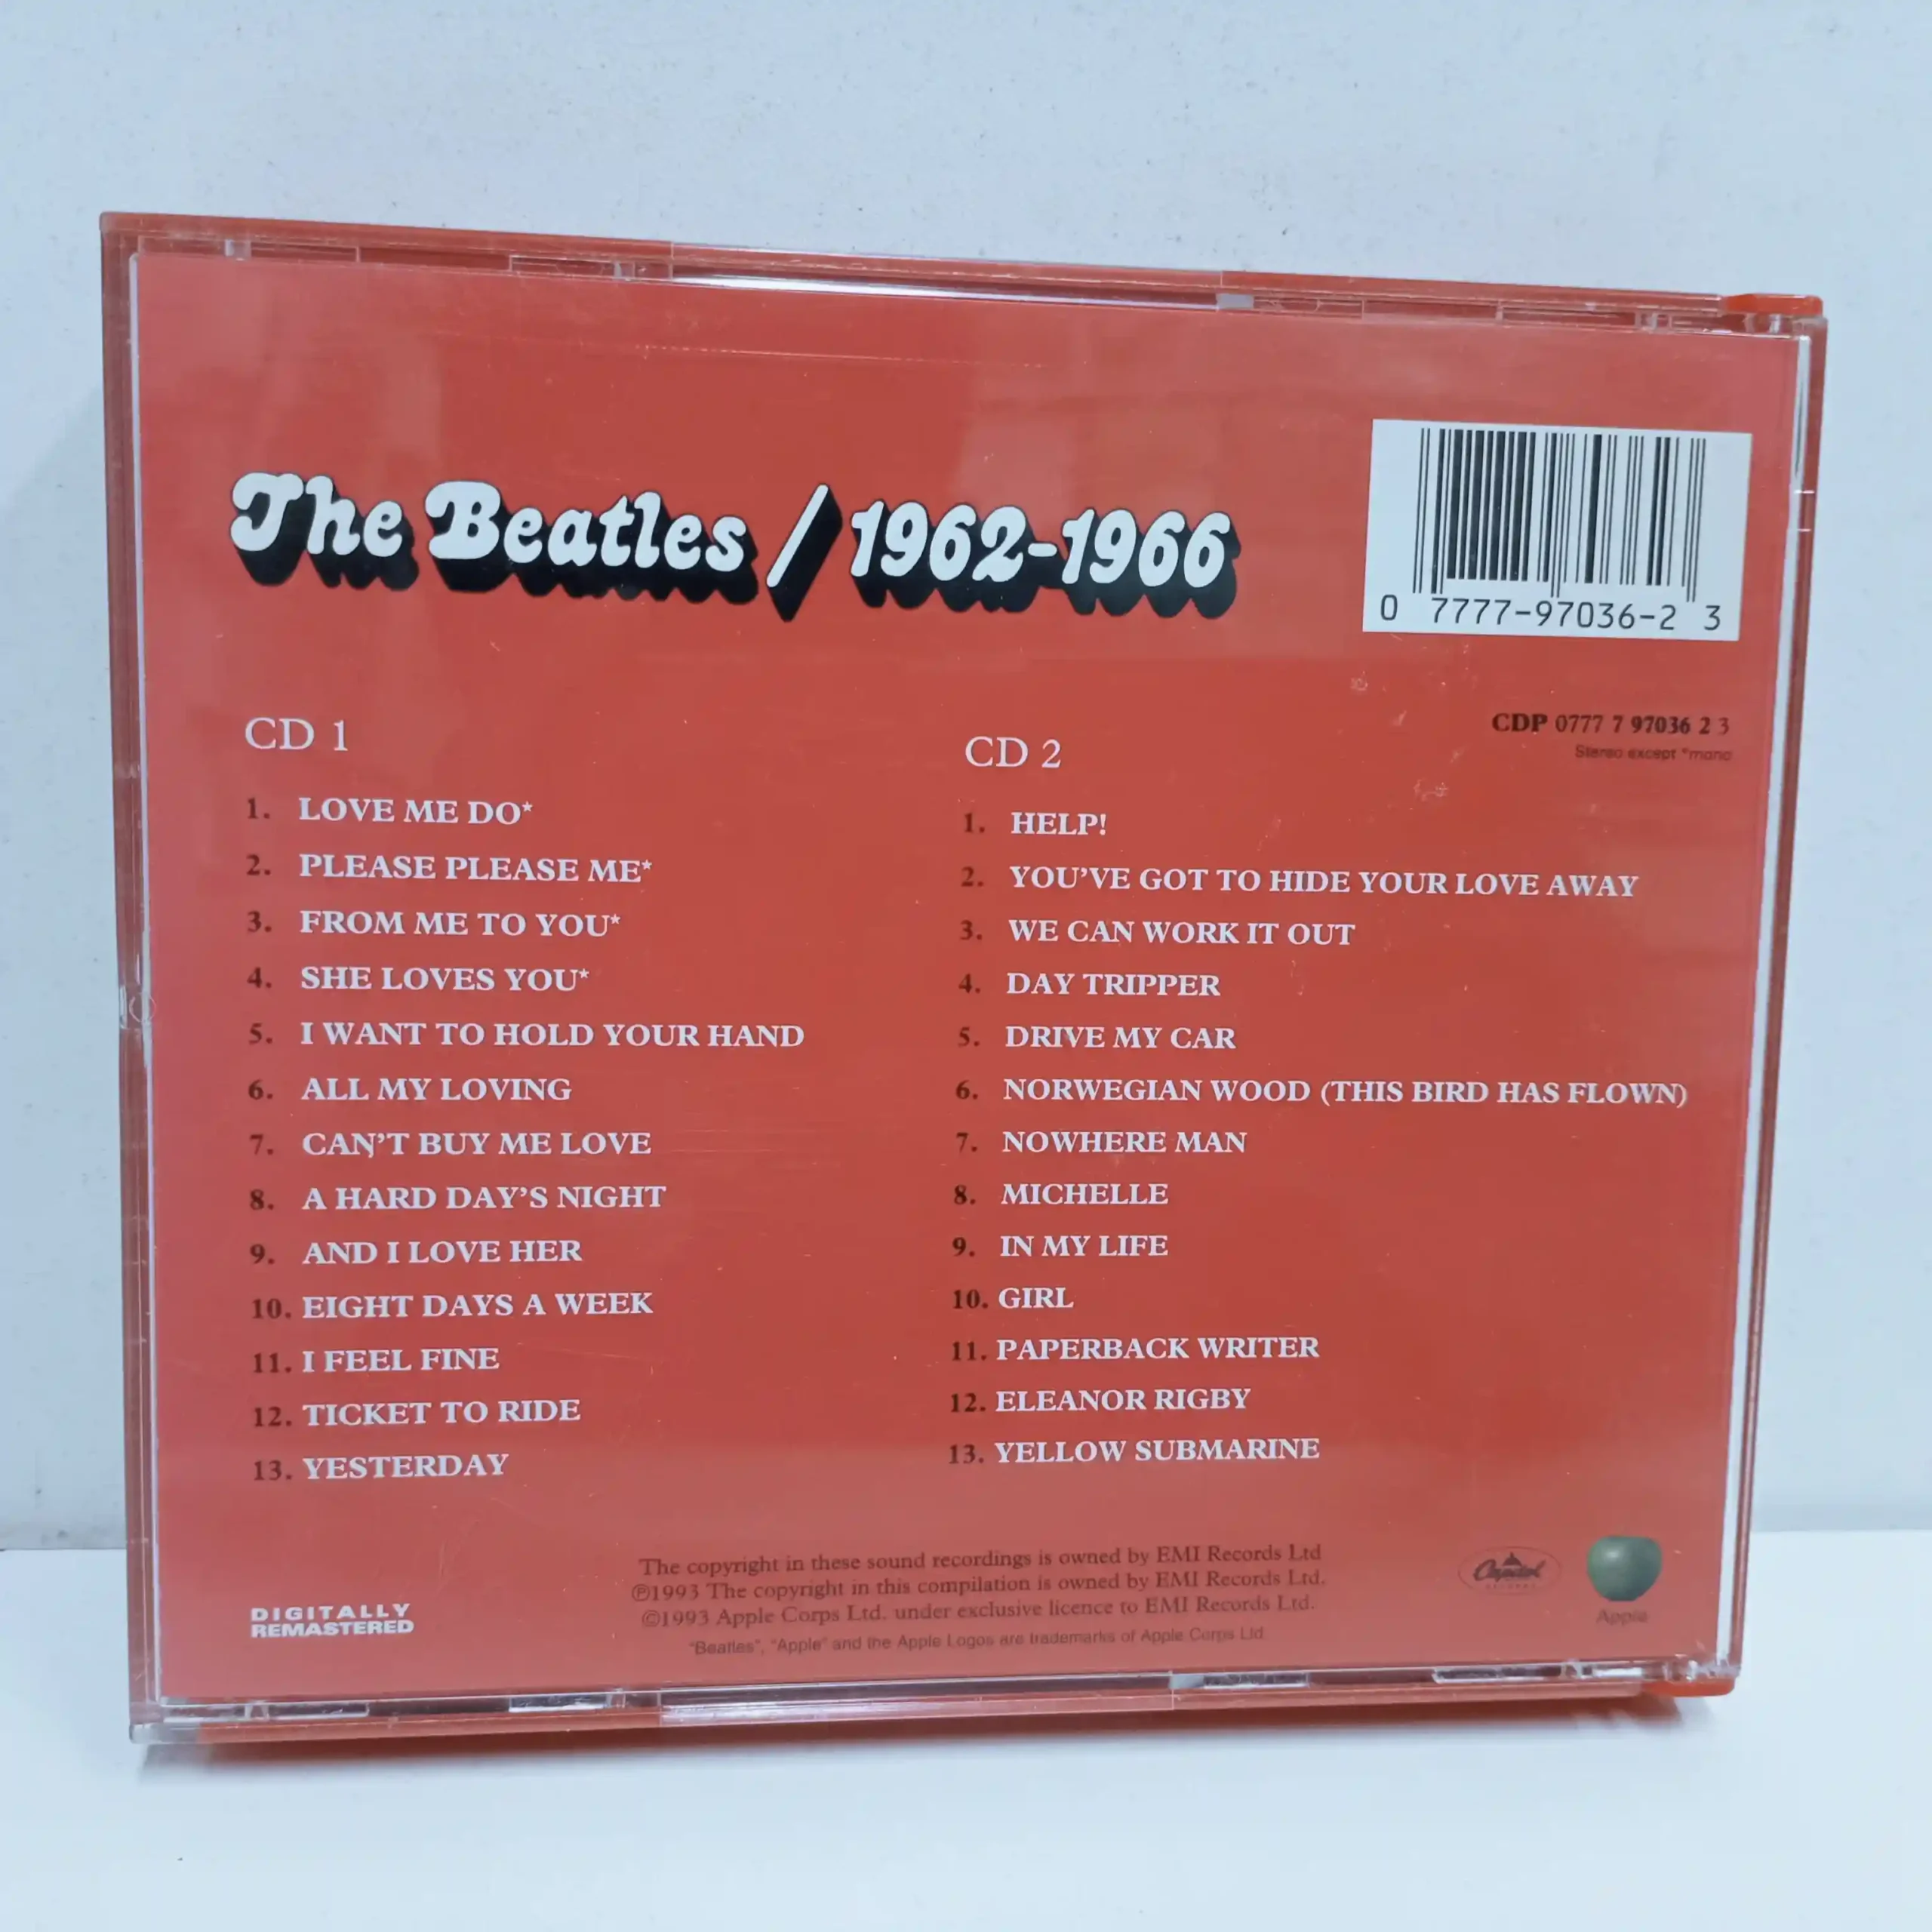 The Beatles / 1962-1966
0 7777-97036-2 3
CDP 0777 7 97036 2 3
Stereo except *mono
CD 1
1. LOVE ME DO*
2. PLEASE PLEASE ME*
3. FROM ME TO YOU*
4. SHE LOVES YOU*
5. I WANT TO HOLD YOUR HAND
6. ALL MY LOVING
7. CAN'T BUY ME LOVE
8. A HARD DAY'S NIGHT
9. AND I LOVE HER
10. EIGHT DAYS A WEEK
11. I FEEL FINE
12. TICKET TO RIDE
13. YESTERDAY
CD 2
1. HELP!
2. YOU'VE GOT TO HIDE YOUR LOVE AWAY
3. WE CAN WORK IT OUT
4. DAY TRIPPER
5. DRIVE MY CAR
6. NORWEGIAN WOOD (THIS BIRD HAS FLOWN)
7. NOWHERE MAN
8. MICHELLE
9. IN MY LIFE
10. GIRL
11. PAPERBACK WRITER
12. ELEANOR RIGBY
13. YELLOW SUBMARINE
DIGITALLY
REMASTERED
The copyright in these sound recordings is owned by EMI Records Ltd
℗1993 The copyright in this compilation is owned by EMI Records Ltd.
©1993 Apple Corps Ltd. under exclusive licence to EMI Records Ltd.
"Beatles", "Apple" and the Apple Logos are trademarks of Apple Corps Ltd.
Capitol
RECORDS
Apple